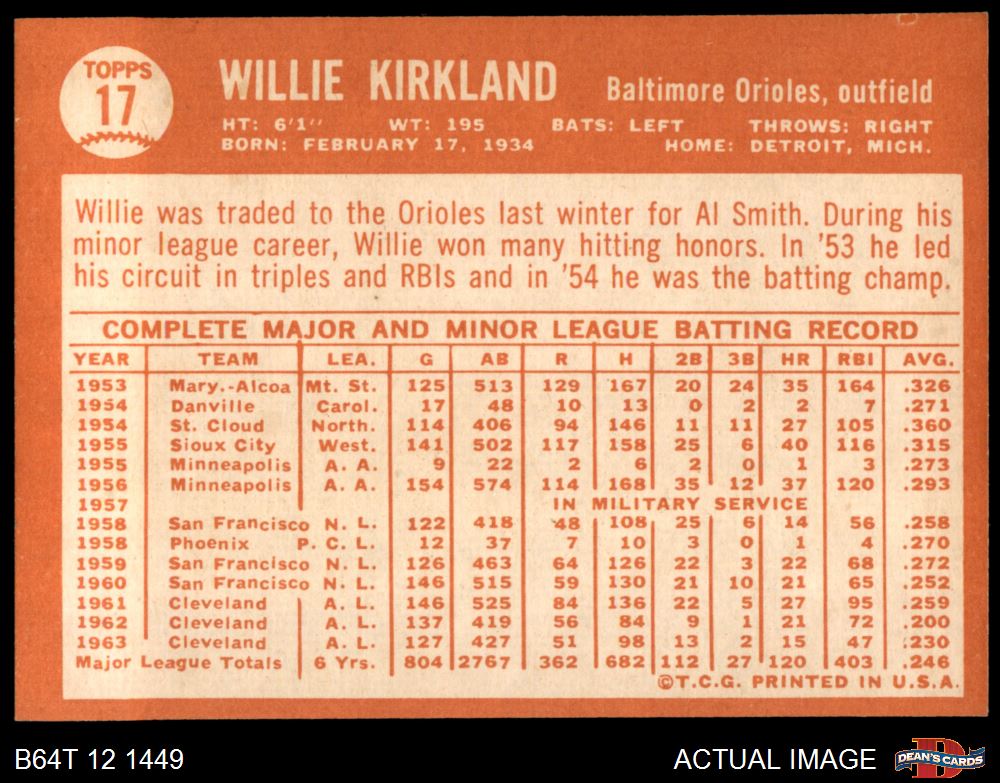 TOPPS
17
WILLIE KIRKLAND
Baltimore Orioles, outfield
HT: 6'1" WT: 195 BATS: LEFT THROWS: RIGHT
BORN: FEBRUARY 17, 1934 HOME: DETROIT, MICH.
Willie was traded to the Orioles last winter for Al Smith. During his
minor league career, Willie won many hitting honors. In '53 he led
his circuit in triples and RBIs and in '54 he was the batting champ.
COMPLETE MAJOR AND MINOR LEAGUE BATTING RECORD
YEAR TEAM LEA. G AB R H 2B 3B HR RBI AVG.
1953 Mary.-Alcoa Mt. St. 125 513 129 167 20 24 35 164 .326
1954 Danville Carol. 17 48 10 13 0 2 2 7 .271
1954 St. Cloud North. 114 406 94 146 11 11 27 105 .360
1955 Sioux City West. 141 502 117 158 25 6 40 116 .315
1955 Minneapolis A. A. 9 22 2 6 2 0 1 3 .273
1956 Minneapolis A. A. 154 574 114 168 35 12 37 120 .293
1957 IN MILITARY SERVICE
1958 San Francisco N. L. 122 418 48 108 25 6 14 56 .258
1958 Phoenix P. C. L. 12 37 7 10 3 0 1 4 .270
1959 San Francisco N. L. 126 463 64 126 22 3 22 68 .272
1960 San Francisco N. L. 146 515 59 130 21 10 21 65 .252
1961 Cleveland A. L. 146 525 84 136 22 5 27 95 .259
1962 Cleveland A. L. 137 419 56 84 9 1 21 72 .200
1963 Cleveland A. L. 127 427 51 98 13 2 15 47 .230
Major League Totals 6 Yrs. 804 2767 362 682 112 27 120 403 .246
©T.C.G. PRINTED IN U.S.A.
B64T 12 1449
ACTUAL IMAGE
D
DEAN'S CARDS